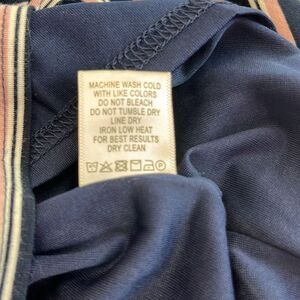 MACHINE WASH COLD
WITH LIKE COLORS
DO NOT BLEACH
DO NOT TUMBLE DRY
LINE DRY
IRON LOW HEAT
FOR BEST RESULTS
DRY CLEAN